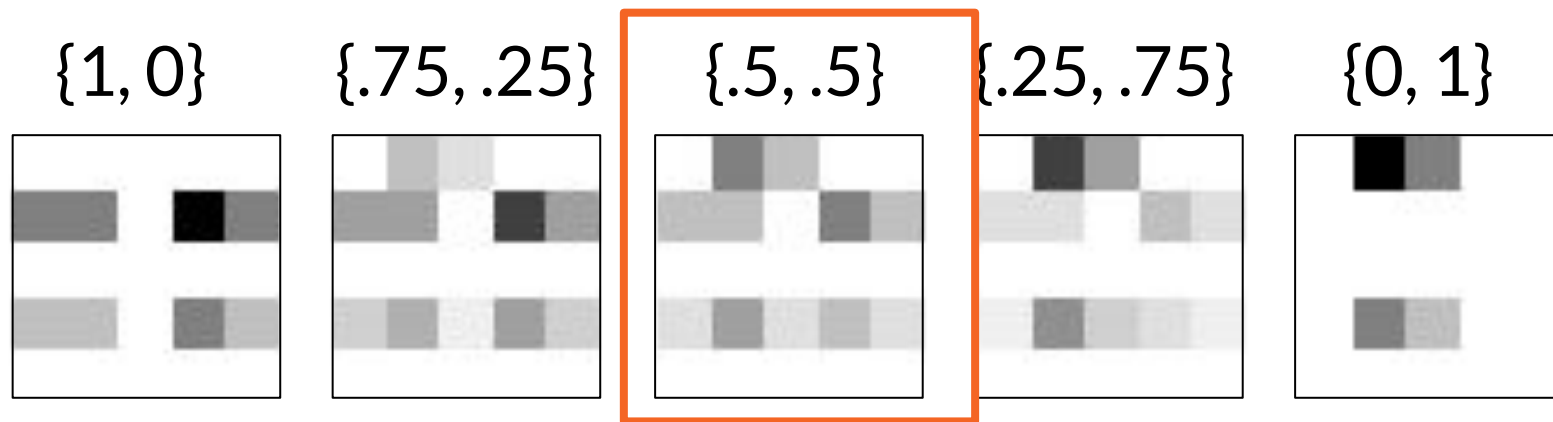 {1, 0} {.75, .25} {.5, .5} {.25, .75} {0, 1}